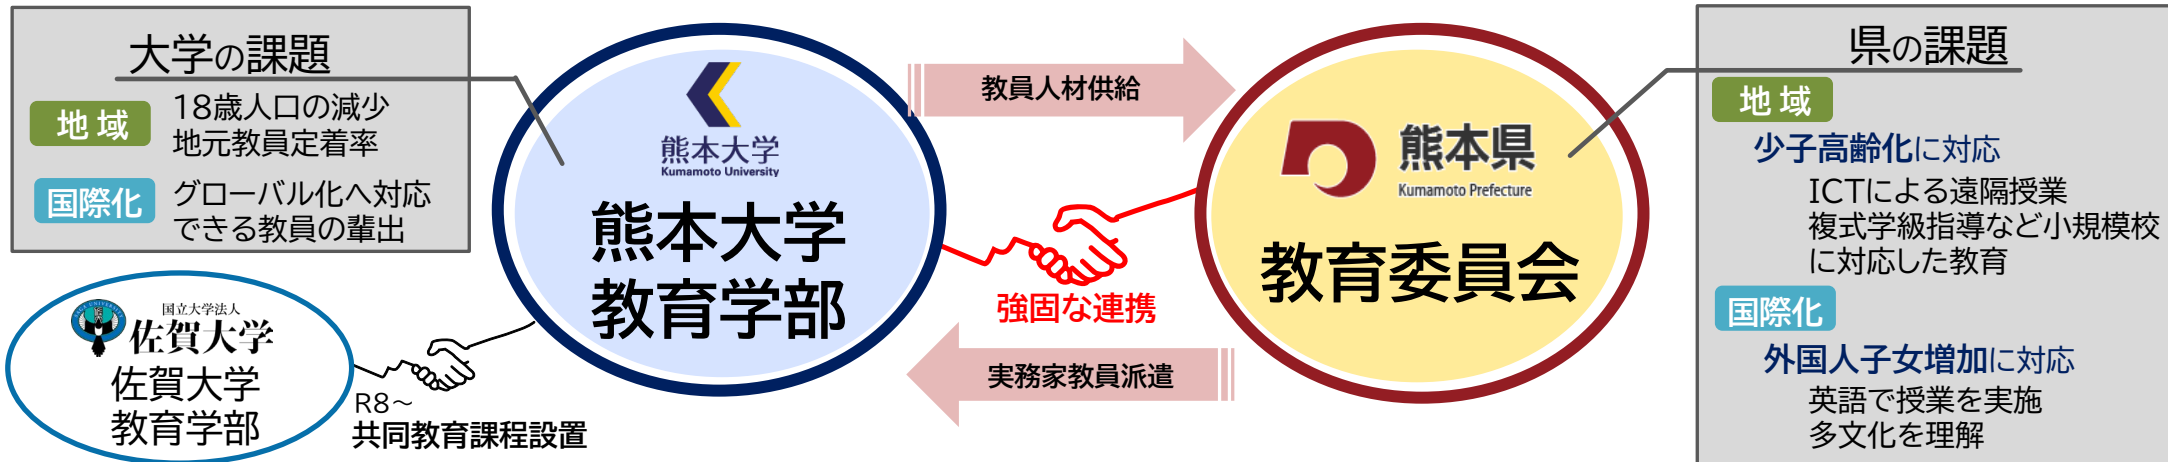 大学の課題
地域
18歳人口の減少
地元教員定着率
国際化
グローバル化へ対応
できる教員の輩出
国立大学法人
佐賀大学
佐賀大学
教育学部
R8～
共同教育課程設置
熊本大学
Kumamoto University
熊本大学
教育学部
教員人材供給
強固な連携
実務家教員派遣
熊本県
Kumamoto Prefecture
教育委員会
県の課題
地域
少子高齢化に対応
ICTによる遠隔授業
複式学級指導など小規模校
に対応した教育
国際化
外国人子女増加に対応
英語で授業を実施
多文化を理解